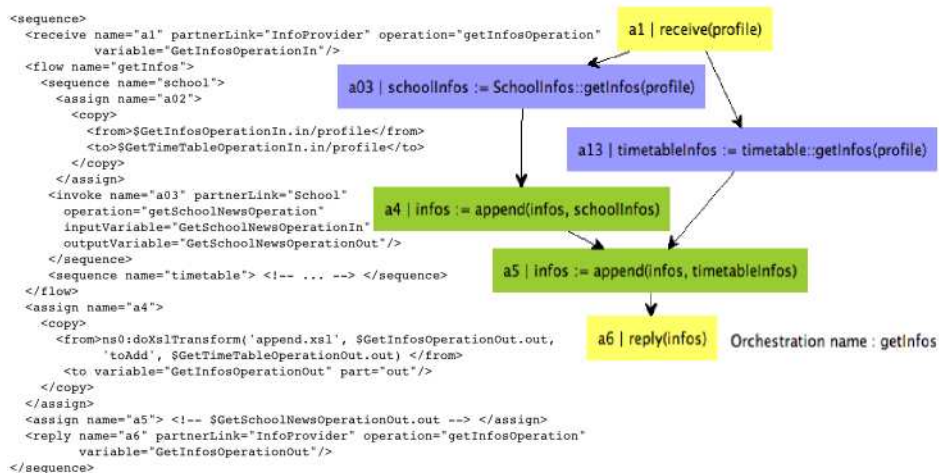 <sequence>
<receive name="a1" partnerLink="InfoProvider" operation="getInfosOperation"
variable="GetInfosOperationIn"/>
<flow name="getInfos">
<sequence name="school">
<assign name="a02">
<copy>
<from>$GetInfosOperationIn.in/profile</from>
<to>$GetTimeTableOperationIn.in/profile</to>
</copy>
</assign>
<invoke name="a03" partnerLink="School"
operation="getSchoolNewsOperation"
inputVariable="GetSchoolNewsOperationIn"
outputVariable="GetSchoolNewsOperationOut"/>
</sequence>
<sequence name="timetable"> <!-- ... --> </sequence>
</flow>
<assign name="a4">
<copy>
<from>ns0:doXslTransform('append.xsl', $GetInfosOperationOut.out,
'toAdd', $GetTimeTableOperationOut.out) </from>
<to variable="GetInfosOperationOut" part="out"/>
</copy>
</assign>
<assign name="a5"> <!-- $GetSchoolNewsOperationOut.out --> </assign>
<reply name="a6" partnerLink="InfoProvider" operation="getInfosOperation"
variable="GetInfosOperationOut"/>
</sequence>
a1 | receive(profile)
a03 | schoolInfos := SchoolInfos::getInfos(profile)
a13 | timetableInfos := timetable::getInfos(profile)
a4 | infos := append(infos, schoolInfos)
a5 | infos := append(infos, timetableInfos)
a6 | reply(infos)
Orchestration name : getInfos